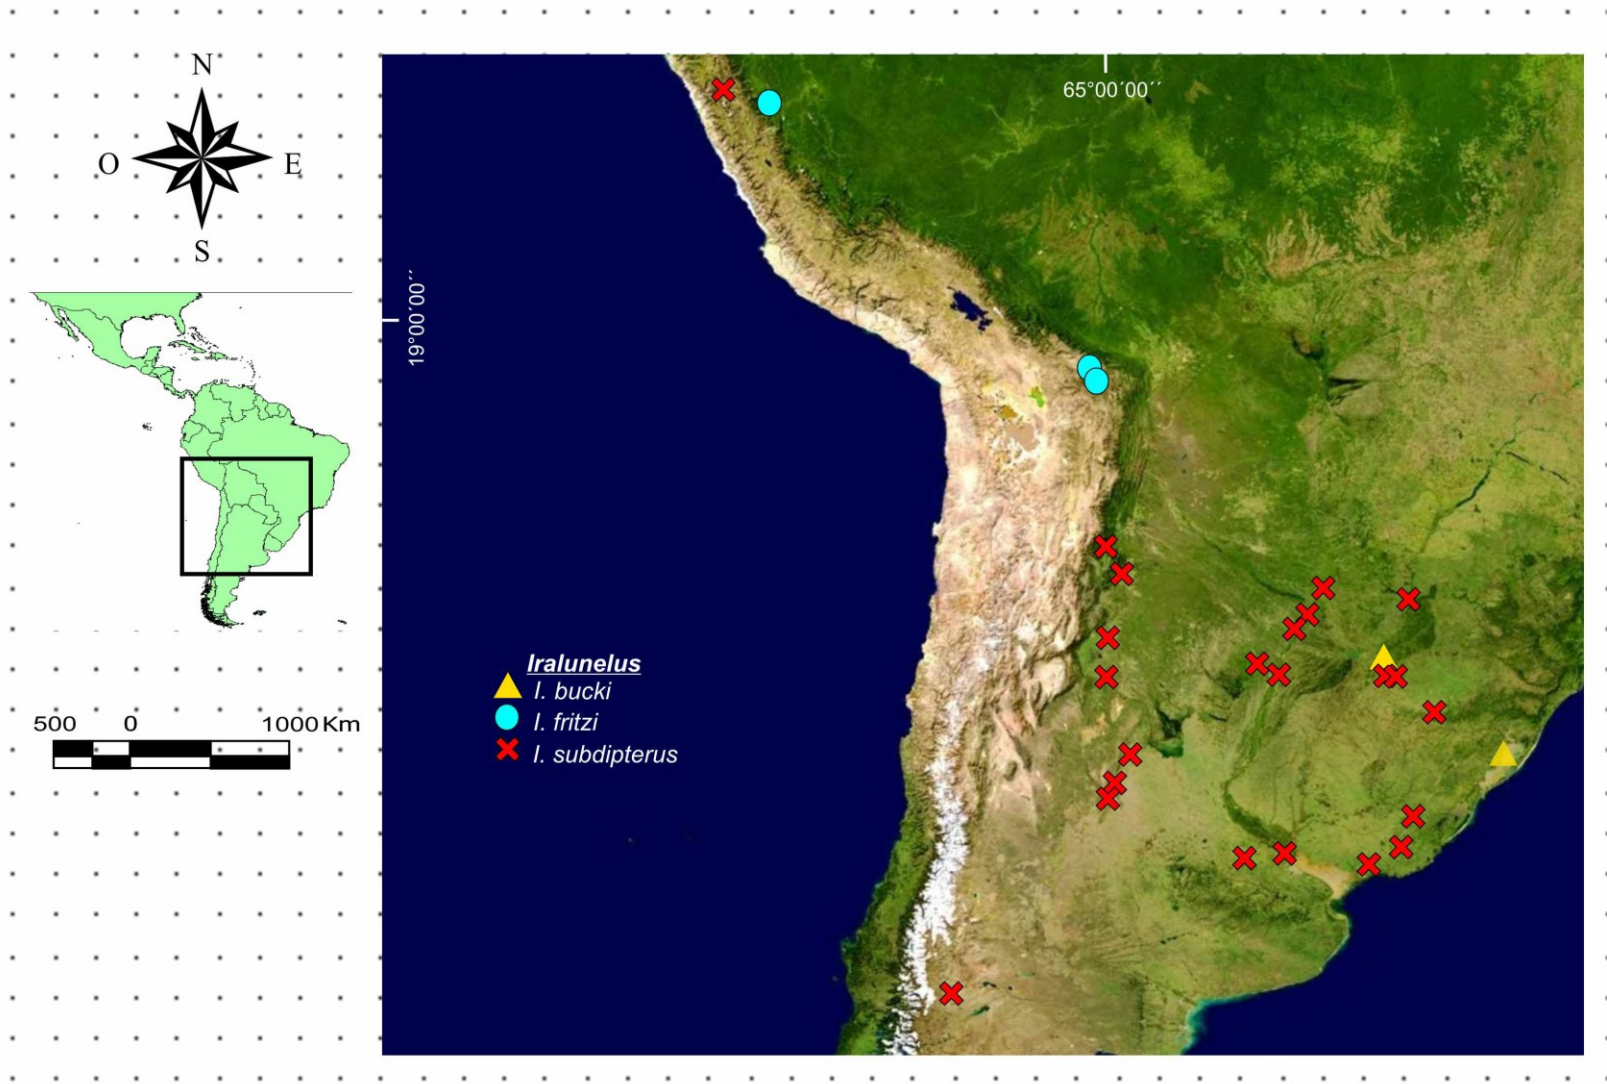 N
O
E
S
65°00´00´´
19°00´00´´
Iralunelus
I. bucki
I. fritzi
I. subdipterus
500 0 1000 Km